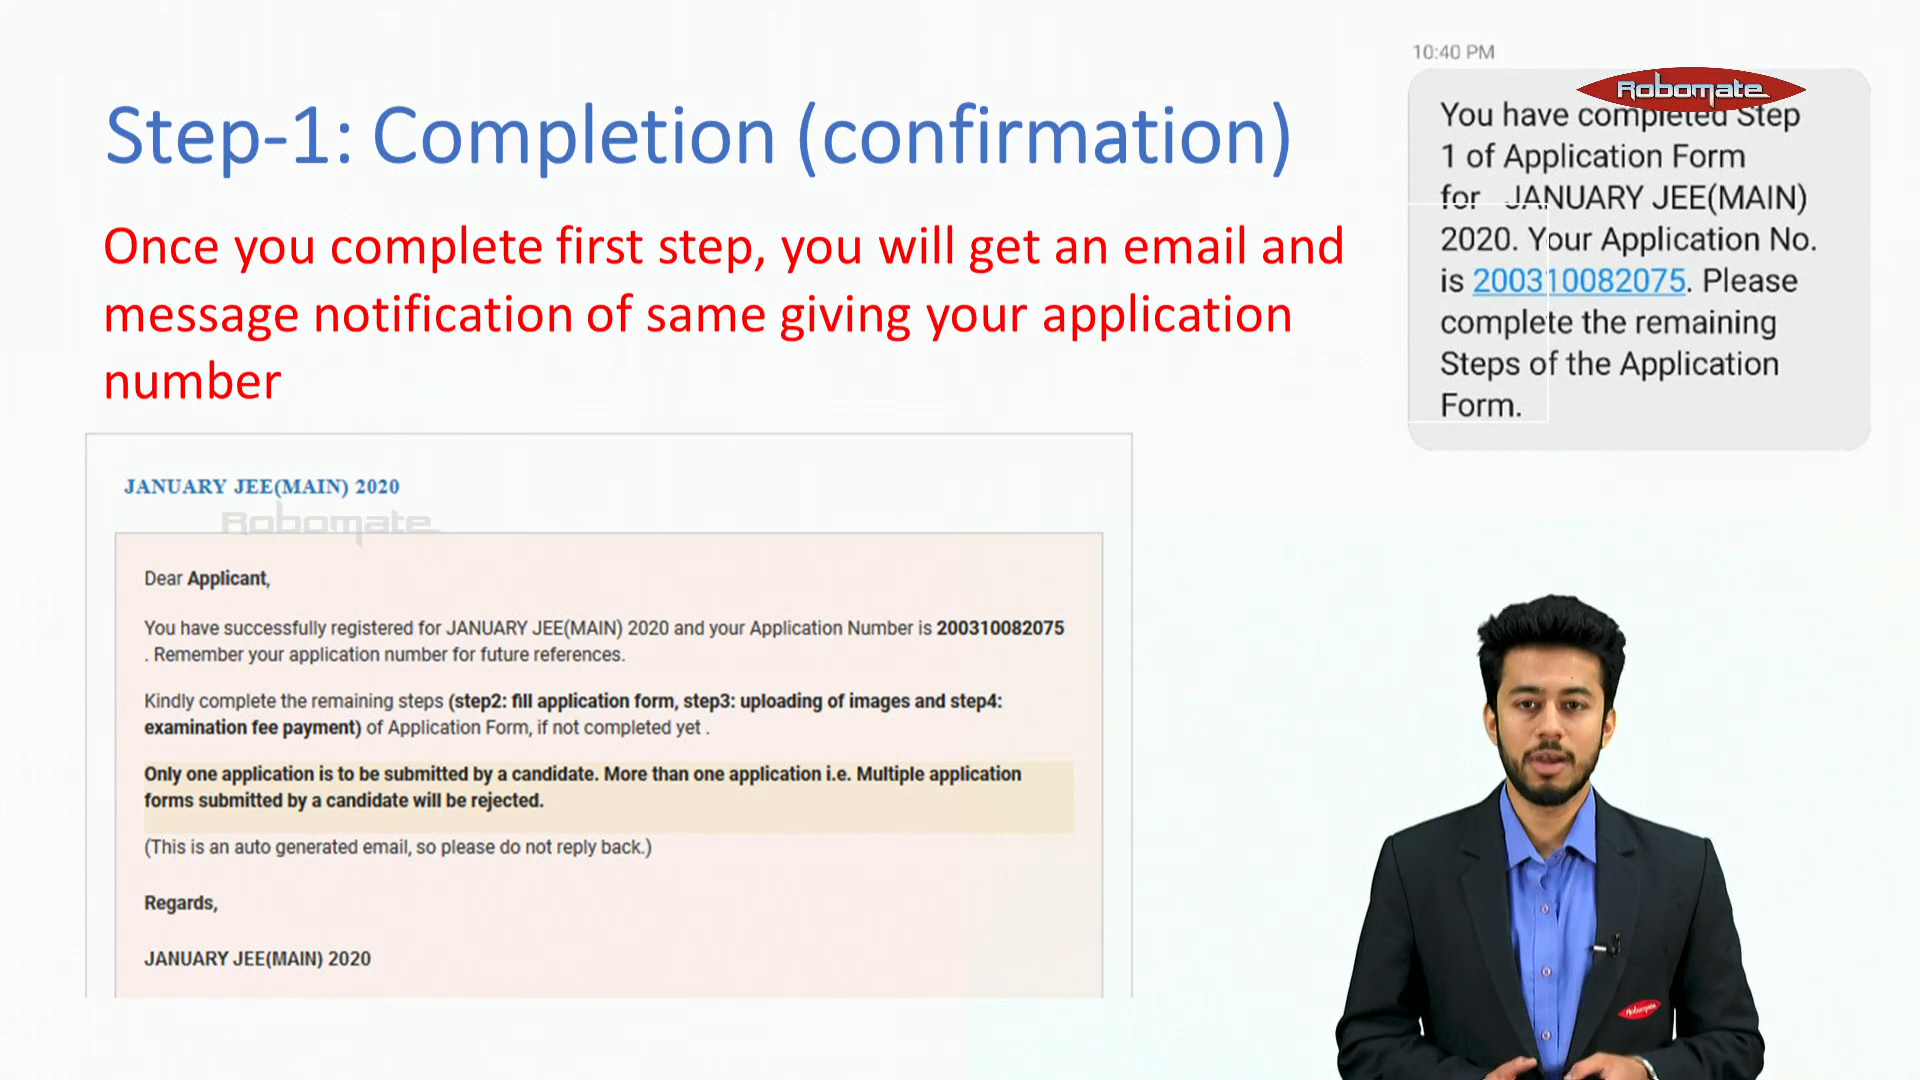 Step-1: Completion (confirmation)
Once you complete first step, you will get an email and
message notification of same giving your application
number
10:40 PM
Robomate
You have completed Step
1 of Application Form
for JANUARY JEE(MAIN)
2020. Your Application No.
is 200310082075. Please
complete the remaining
Steps of the Application
Form.
JANUARY JEE(MAIN) 2020
Robomate
Dear Applicant,
You have successfully registered for JANUARY JEE(MAIN) 2020 and your Application Number is 200310082075
. Remember your application number for future references.
Kindly complete the remaining steps (step2: fill application form, step3: uploading of images and step4:
examination fee payment) of Application Form, if not completed yet .
Only one application is to be submitted by a candidate. More than one application i.e. Multiple application
forms submitted by a candidate will be rejected.
(This is an auto generated email, so please do not reply back.)
Regards,
JANUARY JEE(MAIN) 2020
Robomate